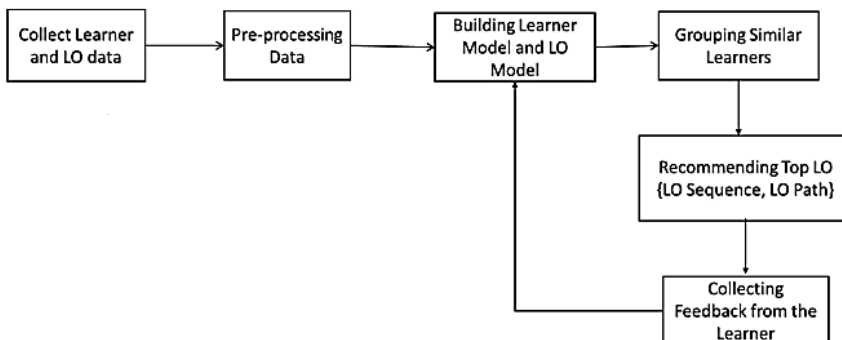 Collect Learner
and LO data
Pre-processing
Data
Building Learner
Model and LO
Model
Grouping Similar
Learners
Recommending Top LO
{LO Sequence, LO Path}
Collecting
Feedback from the
Learner